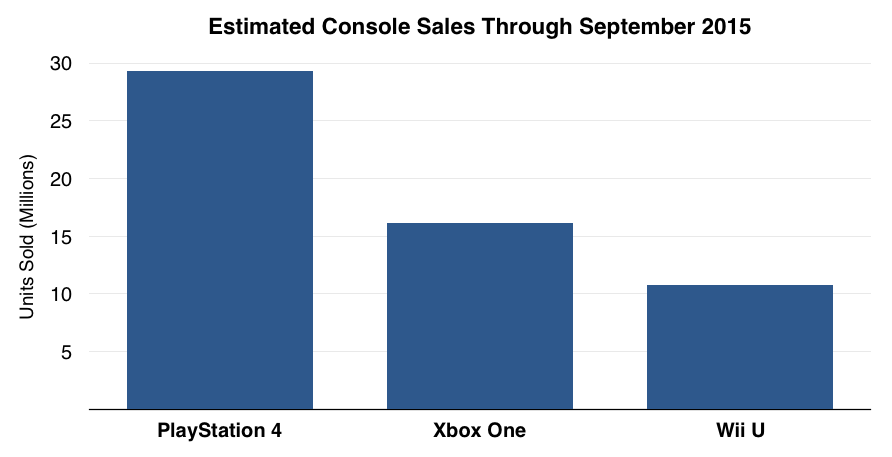 Estimated Console Sales Through September 2015
Units Sold (Millions)
30
25
20
15
10
5
PlayStation 4
Xbox One
Wii U